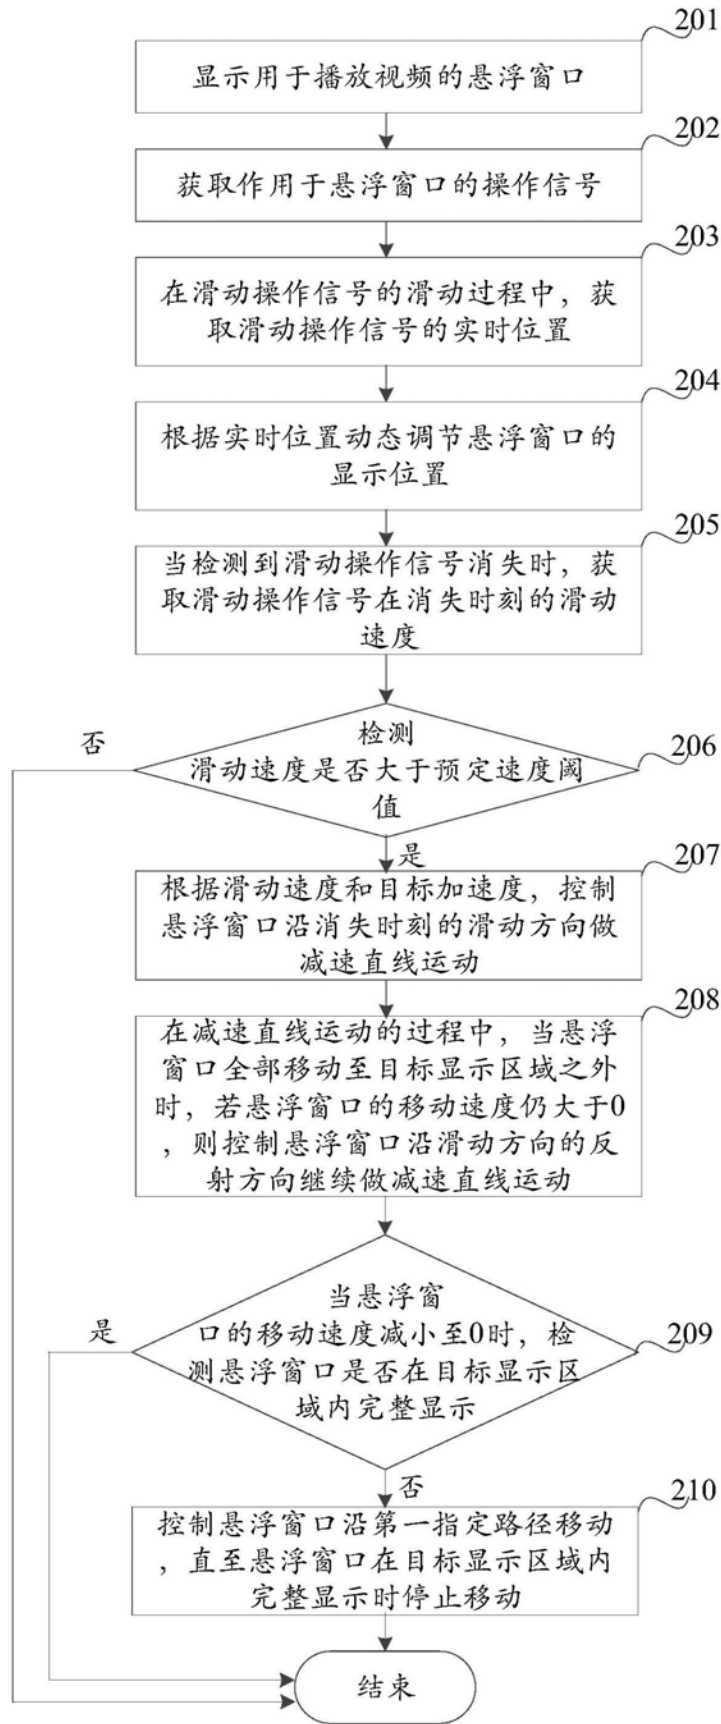 201
显示用于播放视频的悬浮窗口
202
获取作用于悬浮窗口的操作信号
203
在滑动操作信号的滑动过程中，获
取滑动操作信号的实时位置
204
根据实时位置动态调节悬浮窗口的
显示位置
205
当检测到滑动操作信号消失时，获
取滑动操作信号在消失时刻的滑动
速度
206
否
检测
滑动速度是否大于预定速度阈
值
是
207
根据滑动速度和目标加速度，控制
悬浮窗口沿消失时刻的滑动方向做
减速直线运动
208
在减速直线运动的过程中，当悬浮
窗口全部移动至目标显示区域之外
时，若悬浮窗口的移动速度仍大于0
，则控制悬浮窗口沿滑动方向的反
射方向继续做减速直线运动
209
是
当悬浮窗
口的移动速度减小至0时，检
测悬浮窗口是否在目标显示区
域内完整显示
否
210
控制悬浮窗口沿第一指定路径移动
，直至悬浮窗口在目标显示区域内
完整显示时停止移动
结束